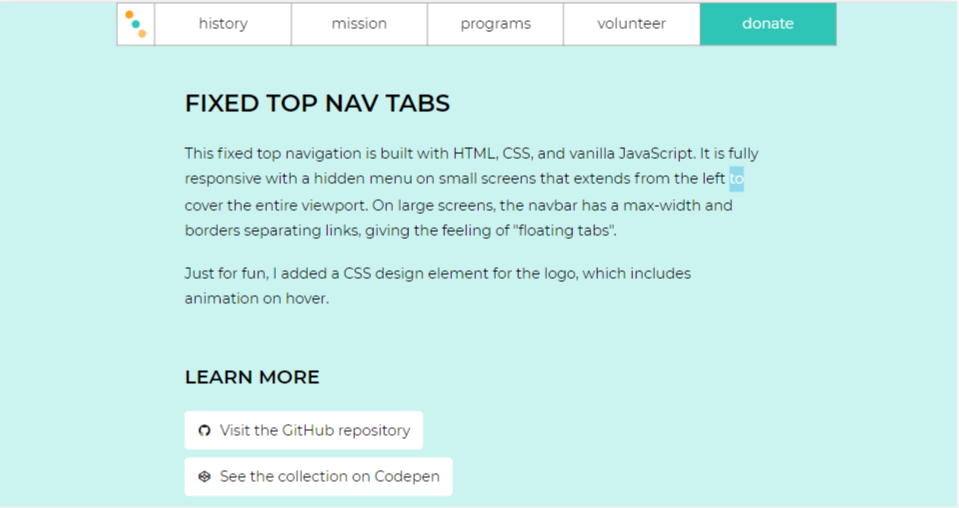 history
mission
programs
volunteer
donate
FIXED TOP NAV TABS
This fixed top navigation is built with HTML, CSS, and vanilla JavaScript. It is fully
responsive with a hidden menu on small screens that extends from the left to
cover the entire viewport. On large screens, the navbar has a max-width and
borders separating links, giving the feeling of "floating tabs".
Just for fun, I added a CSS design element for the logo, which includes
animation on hover.
LEARN MORE
Visit the GitHub repository
See the collection on Codepen